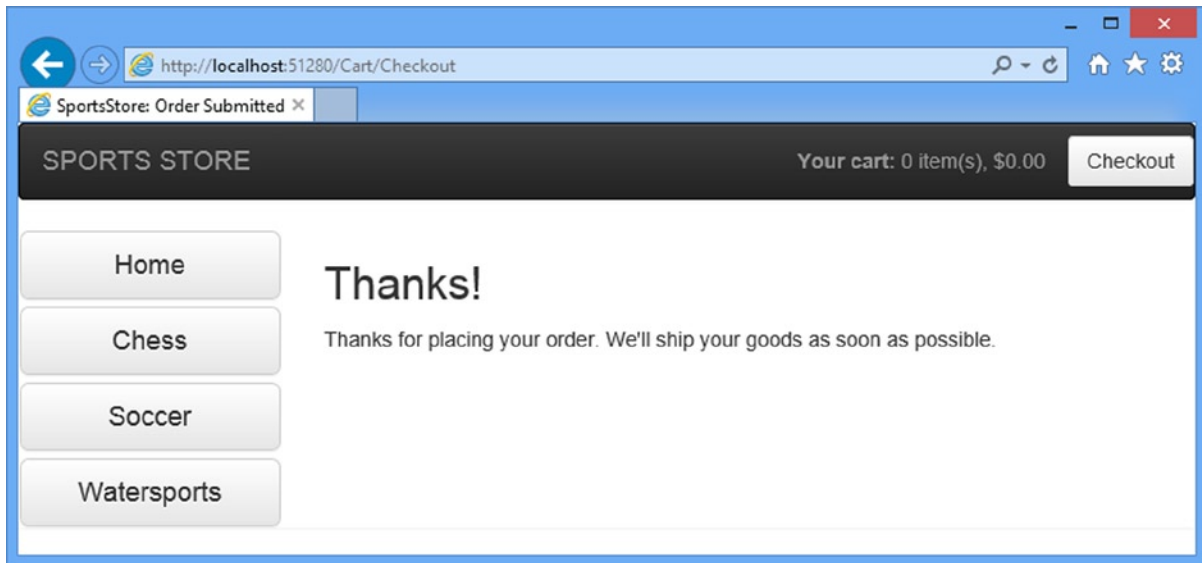 http://localhost:51280/Cart/Checkout
SportsStore: Order Submitted
SPORTS STORE
Your cart: 0 item(s), $0.00
Checkout
Home
Chess
Soccer
Watersports
Thanks!
Thanks for placing your order. We'll ship your goods as soon as possible.